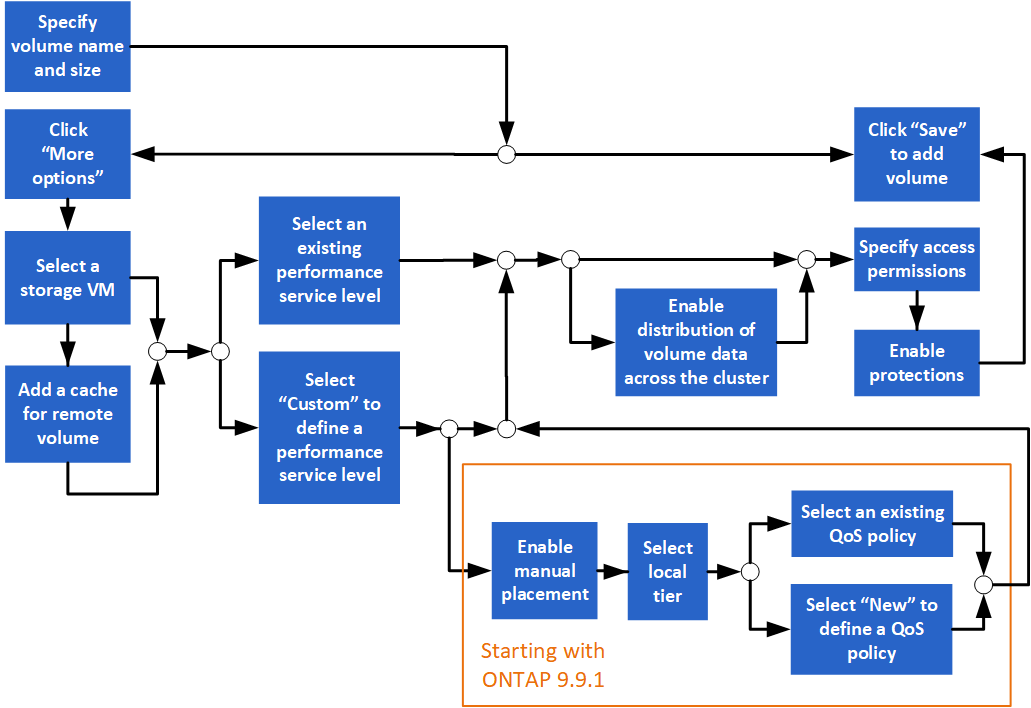 Specify
volume name
and size
Click
“More
options”
Click “Save”
to add
volume
Select a
storage VM
Add a cache
for remote
volume
Select an
existing
performance
service level
Select
“Custom” to
define a
performance
service level
Enable
distribution of
volume data
across the cluster
Specify access
permissions
Enable
protections
Enable
manual
placement
Select
local
tier
Select an existing
QoS policy
Select “New” to
define a QoS
policy
Starting with
ONTAP 9.9.1